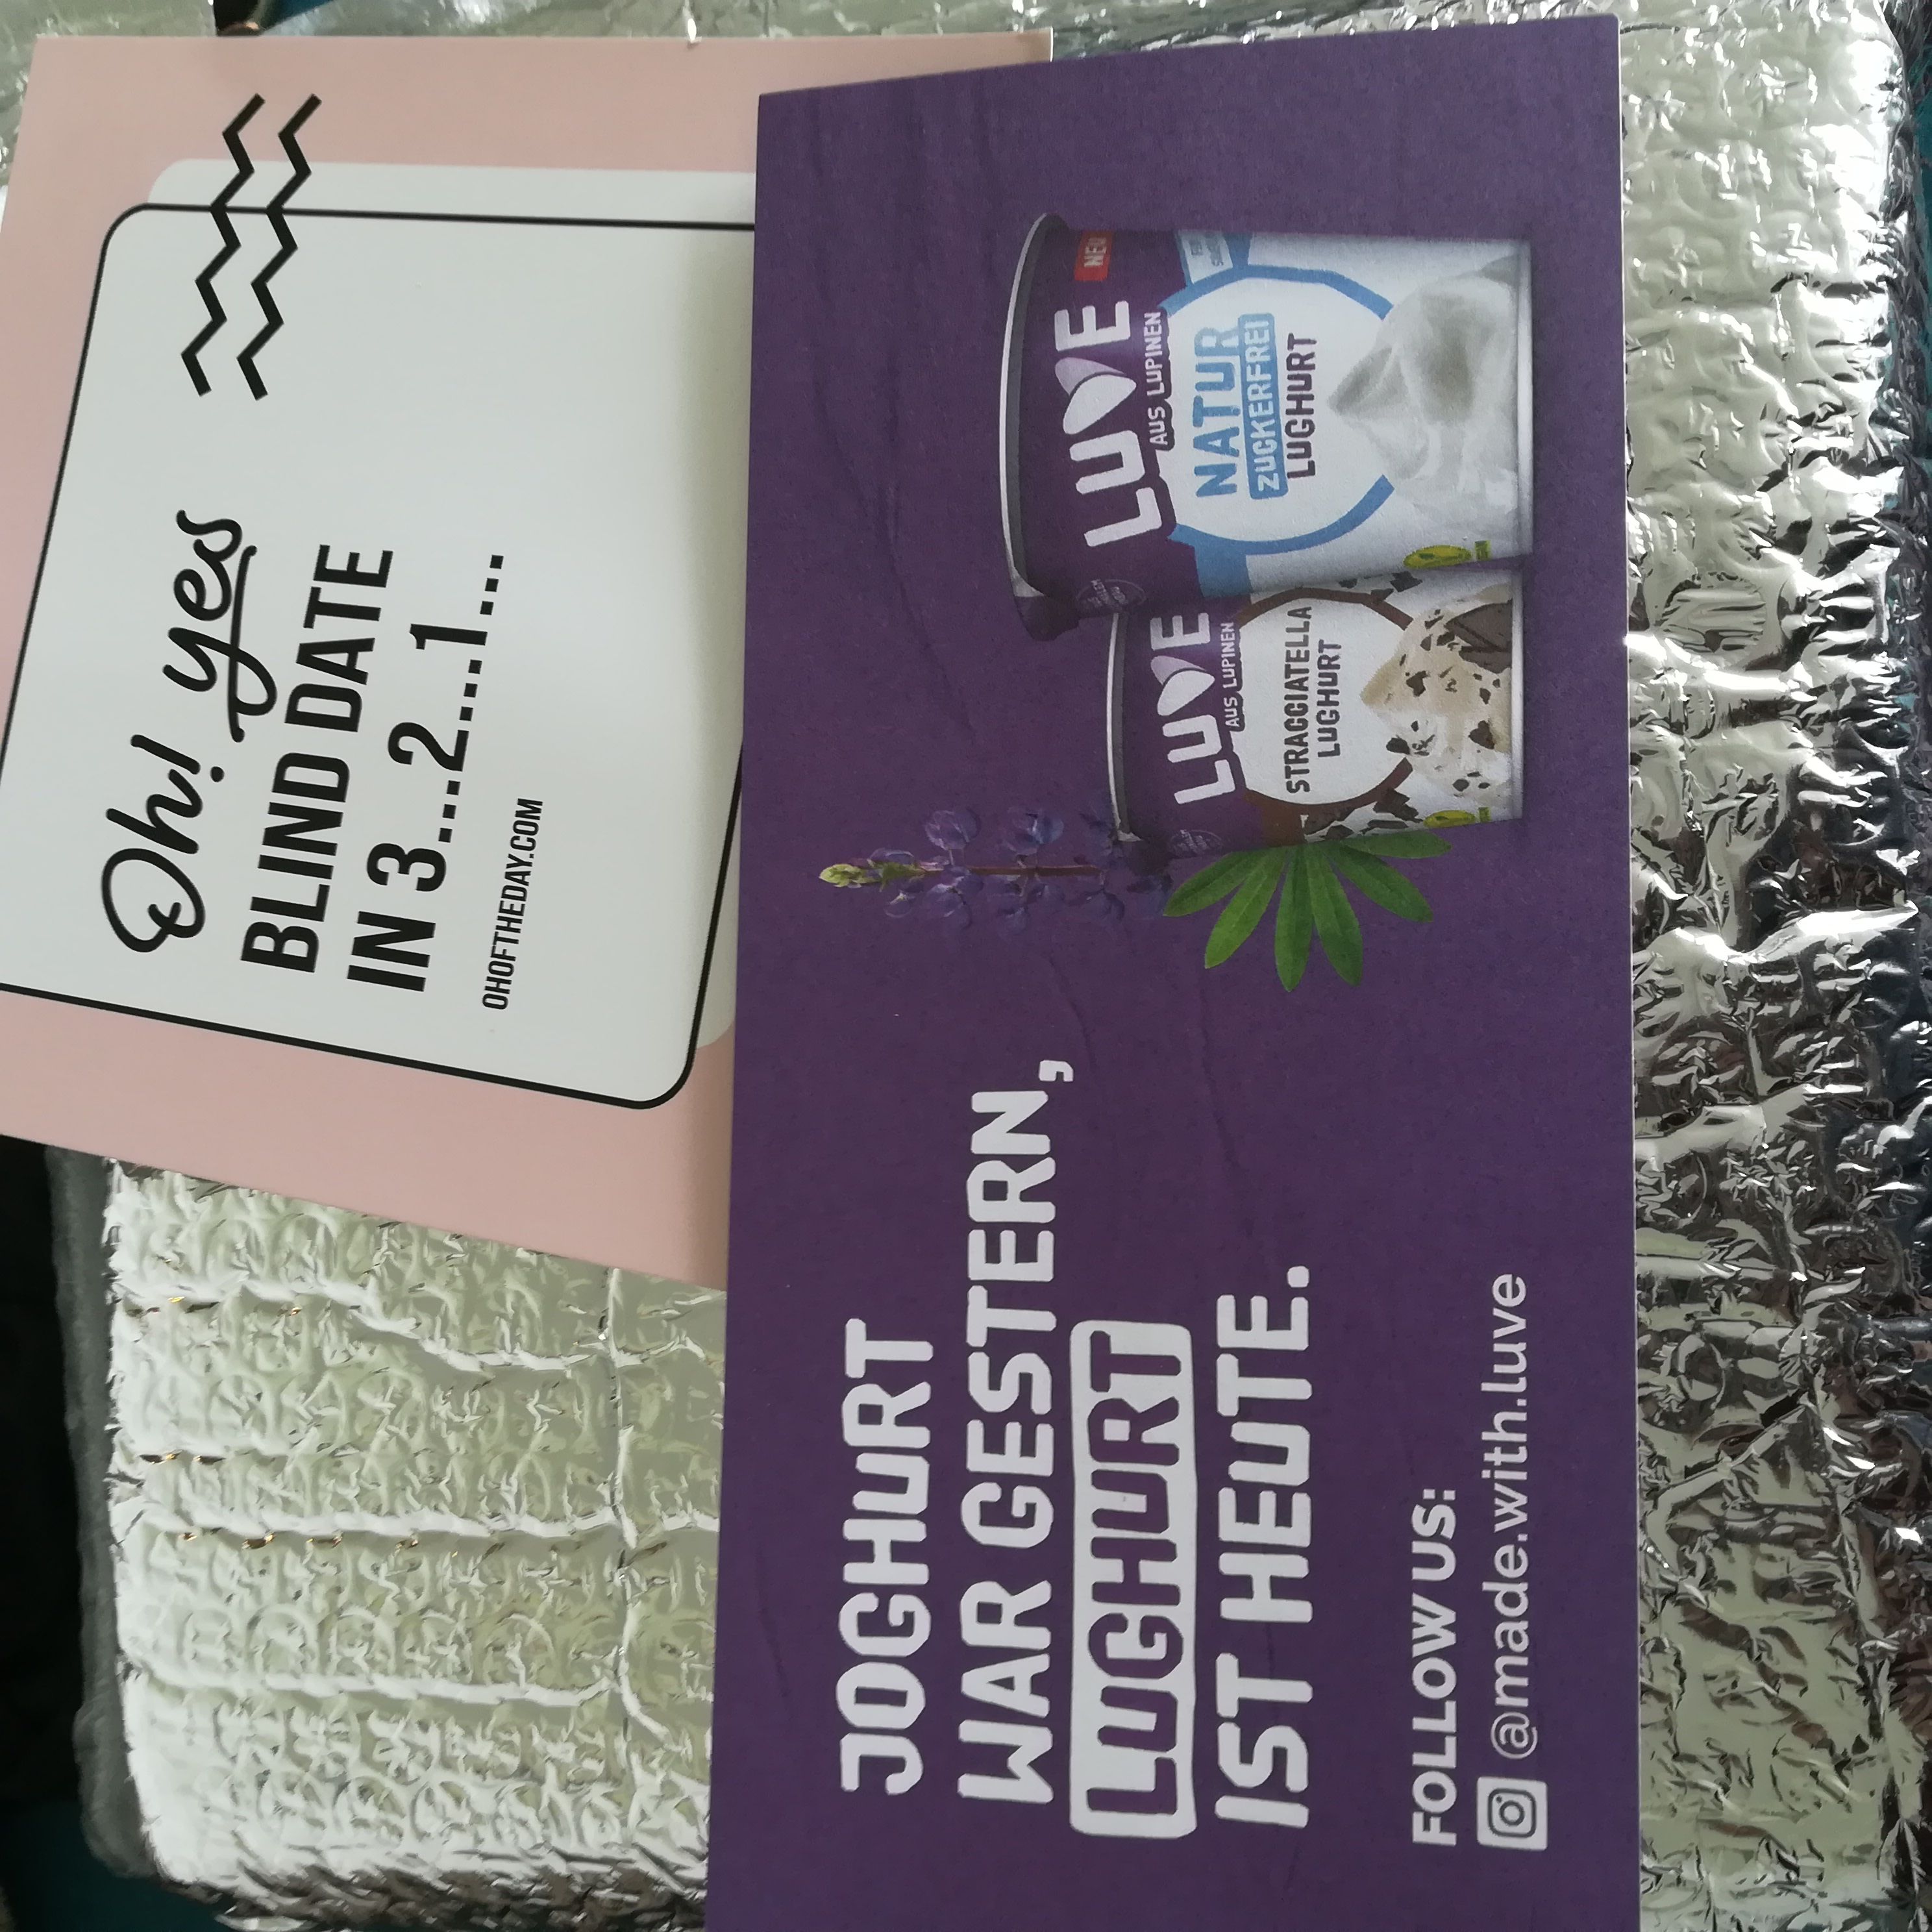 Oh! yes
BLIND DATE
IN 3....2....1...
OHOFTHEDAY.COM
JOGHURT
WAR GESTERN,
LUGHURT
IST HEUTE.
FOLLOW US:
@made.with.luve
LUVE
AUS LUPINEN
STRACCIATELLA
LUGHURT
NEU
LUVE
AUS LUPINEN
NATUR
ZUCKERFREI
LUGHURT